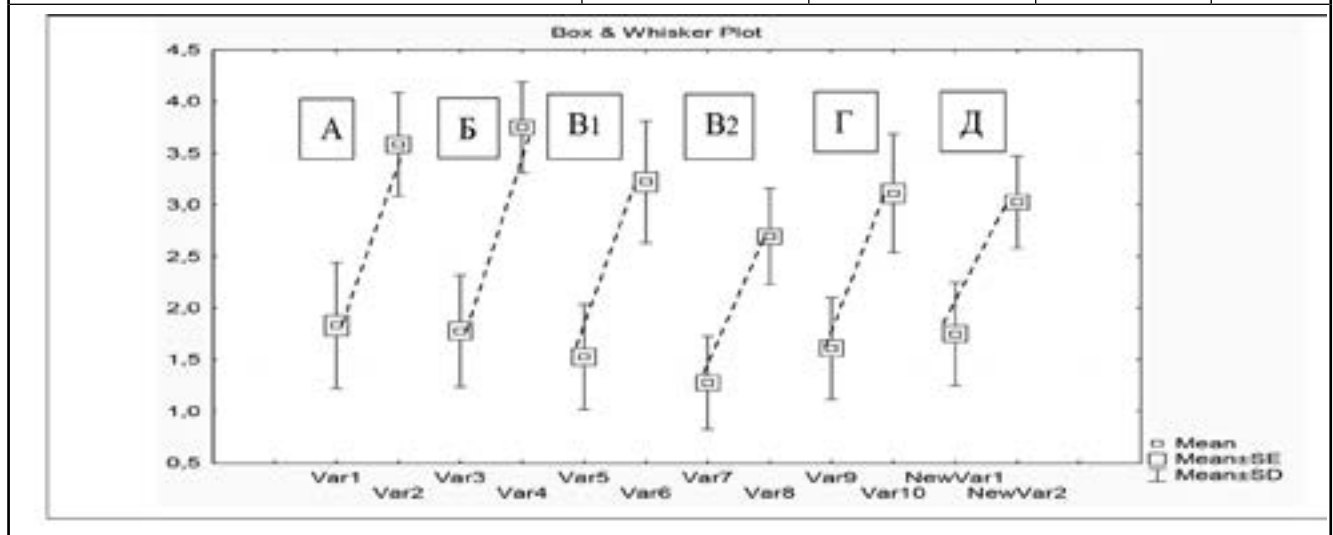 Box & Whisker Plot
4,5
4,0
3,5
3,0
2,5
2,0
1,5
1,0
0,5
А Б В1 В2 Г Д
Var1 Var3 Var5 Var7 Var9 NewVar1
Var2 Var4 Var6 Var8 Var10 NewVar2
Mean
Mean±SE
Mean±SD